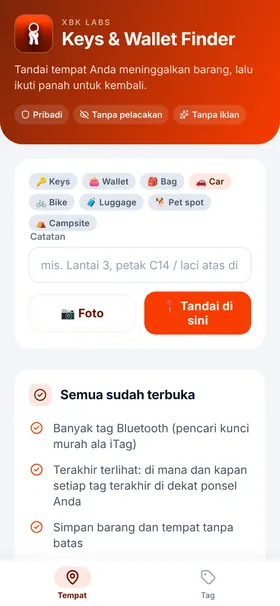 XBK LABS
Keys & Wallet Finder
Tandai tempat Anda meninggalkan barang, lalu
ikuti panah untuk kembali.
Pribadi
Tanpa pelacakan
Tanpa iklan
🔑 Keys
👛 Wallet
🎒 Bag
🚗 Car
🚲 Bike
🧳 Luggage
🐕 Pet spot
⛺ Campsite
Catatan
mis. Lantai 3, petak C14 / laci atas di
📷 Foto
📍 Tandai di
sini
Semua sudah terbuka
Banyak tag Bluetooth (pencari kunci
murah ala iTag)
Terakhir terlihat: di mana dan kapan
setiap tag terakhir di dekat ponsel
Anda
Simpan barang dan tempat tanpa
batas
Tempat
Tag